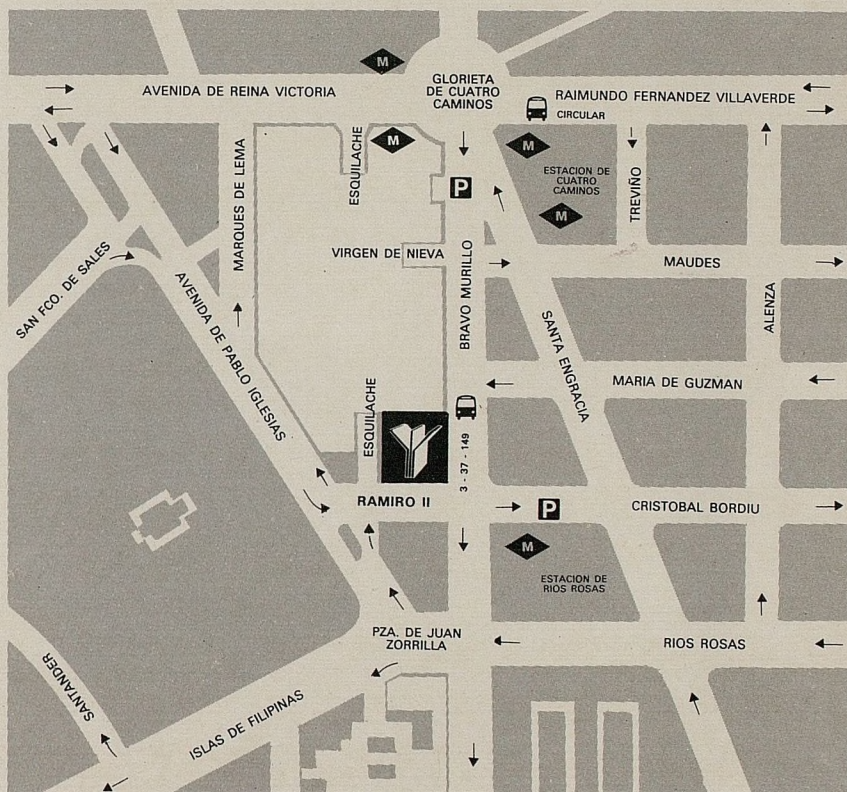 M
AVENIDA DE REINA VICTORIA
GLORIETA
DE CUATRO
CAMINOS
RAIMUNDO FERNANDEZ VILLAVERDE
CIRCULAR
M
M
ESQUILACHE
MARQUES DE LEMA
ESTACION DE
CUATRO
CAMINOS
TREVIÑO
P
M
VIRGEN DE NIEVA
MAUDES
SAN FCO. DE SALES
AVENIDA DE PABLO IGLESIAS
BRAVO MURILLO
SANTA ENGRACIA
ALENZA
MARIA DE GUZMAN
ESQUILACHE
3 - 37 - 149
RAMIRO II
P
CRISTOBAL BORDIU
M
ESTACION DE
RIOS ROSAS
PZA. DE JUAN
ZORRILLA
RIOS ROSAS
SANTANDER
ISLAS DE FILIPINAS